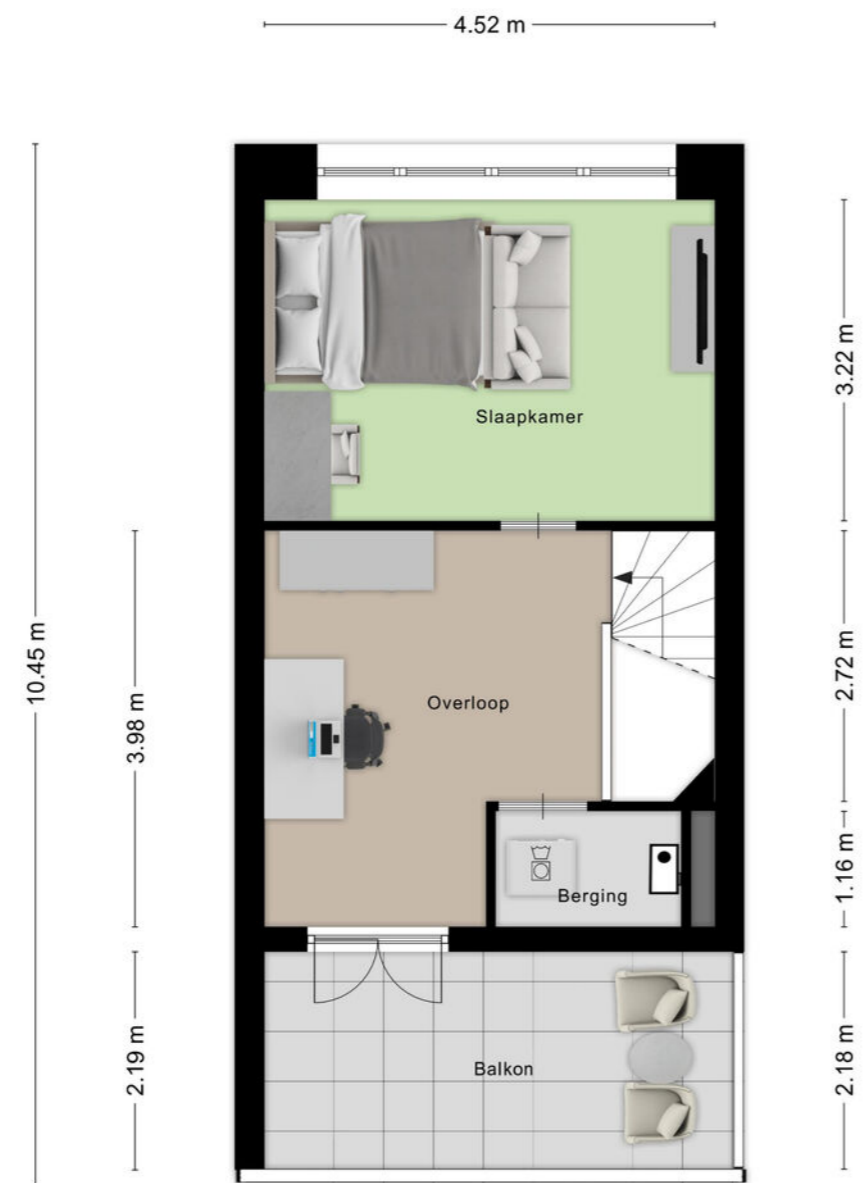 4.52 m
3.22 m
Slaapkamer
10.45 m
3.98 m
2.72 m
Overloop
1.16 m
Berging
2.19 m
2.18 m
Balkon